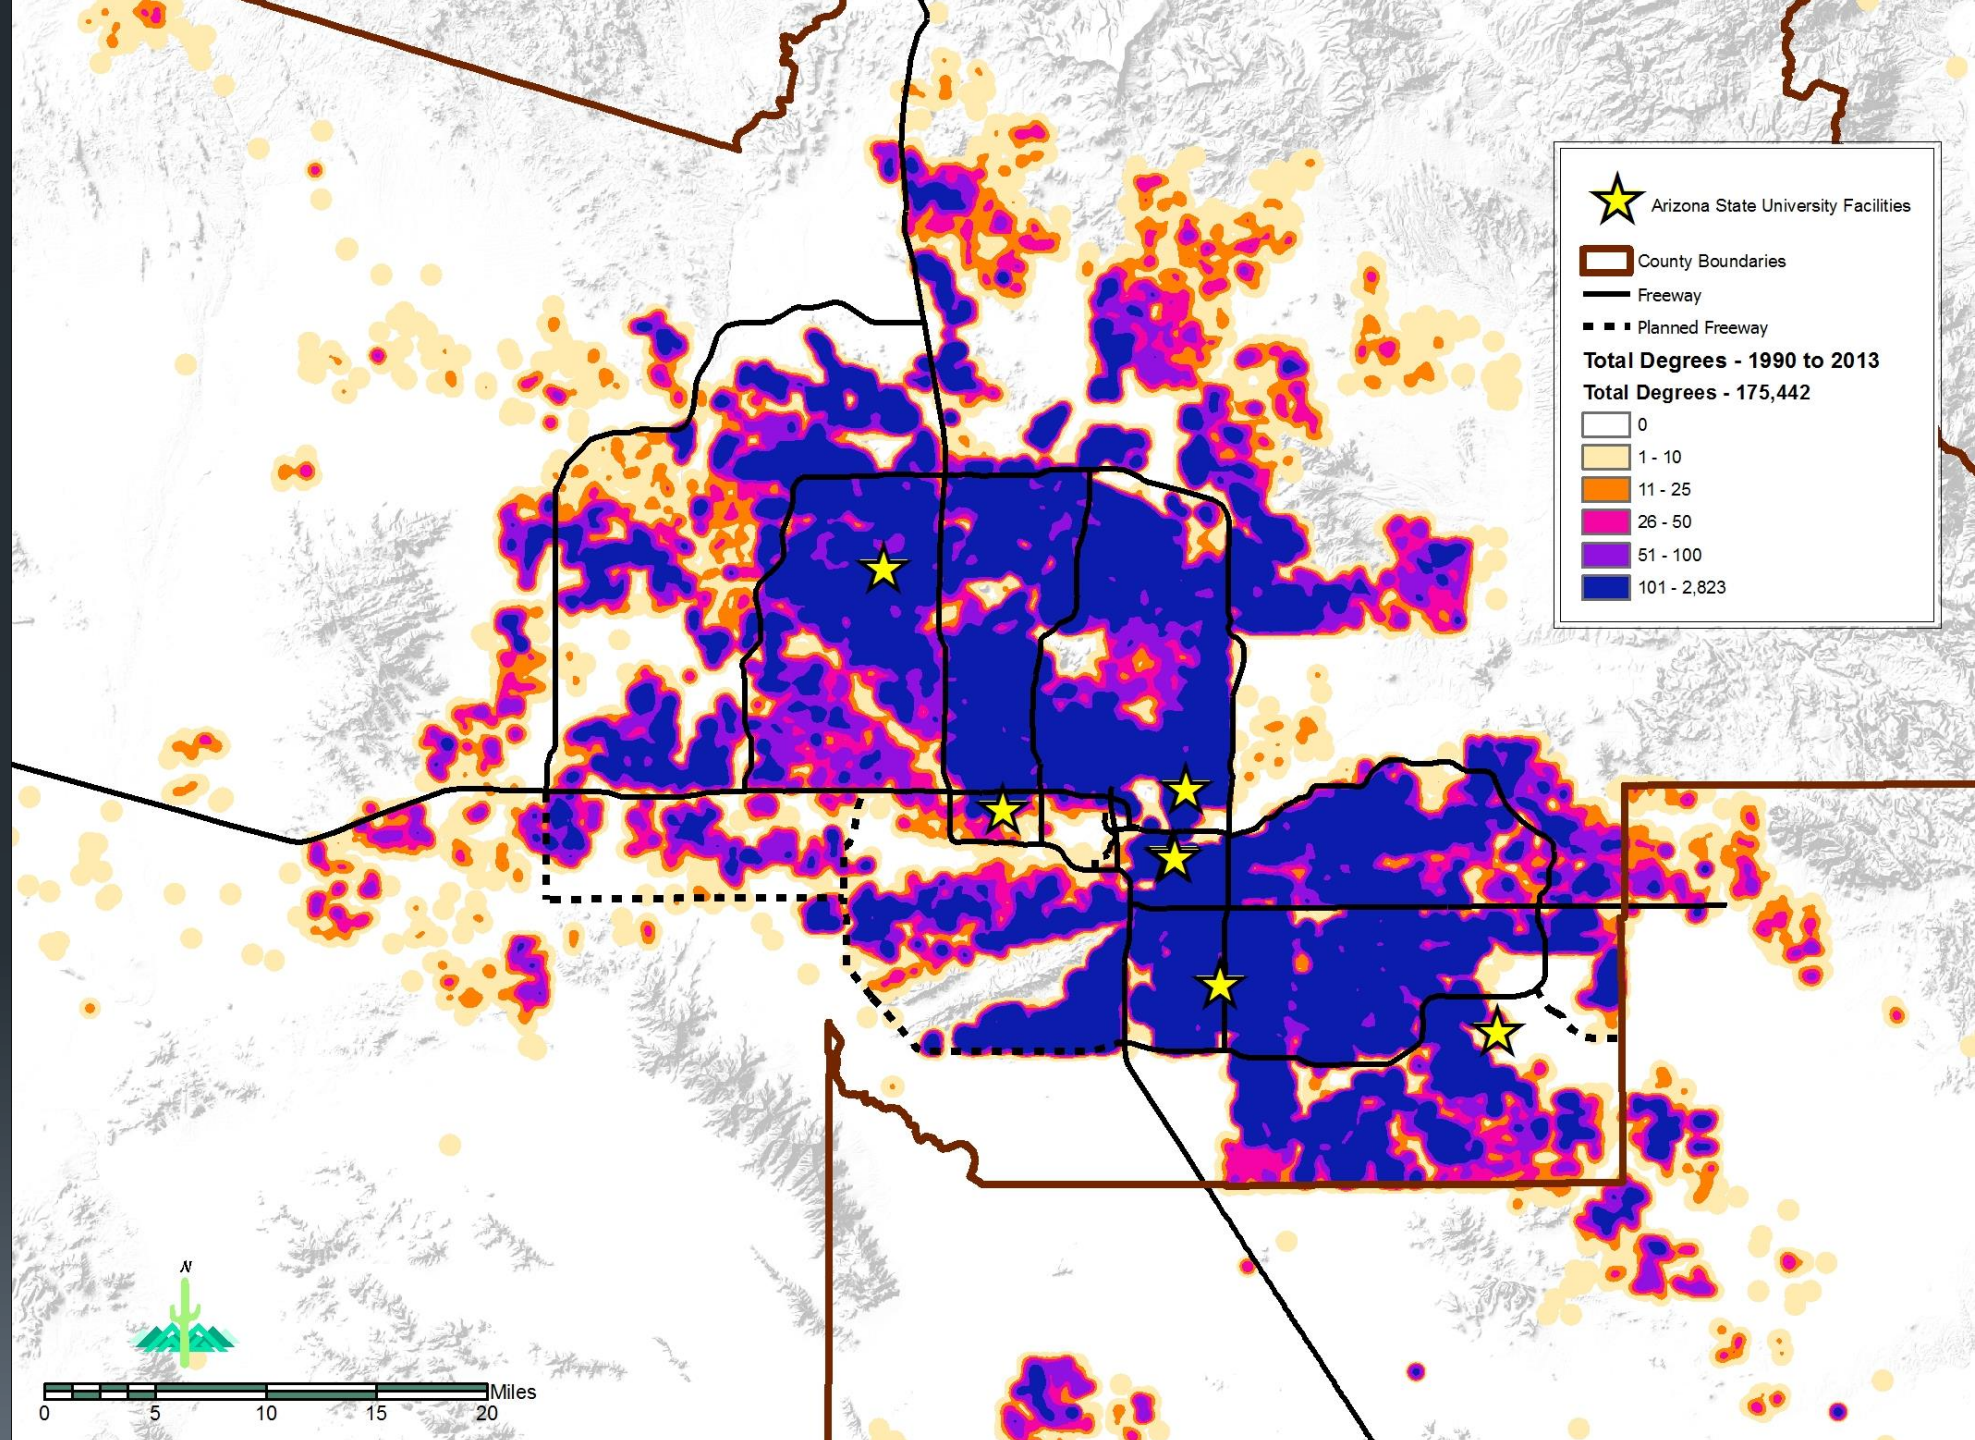 Arizona State University Facilities
County Boundaries
Freeway
Planned Freeway
Total Degrees - 1990 to 2013
Total Degrees - 175,442
0
1 - 10
11 - 25
26 - 50
51 - 100
101 - 2,823
N
Miles
0 5 10 15 20